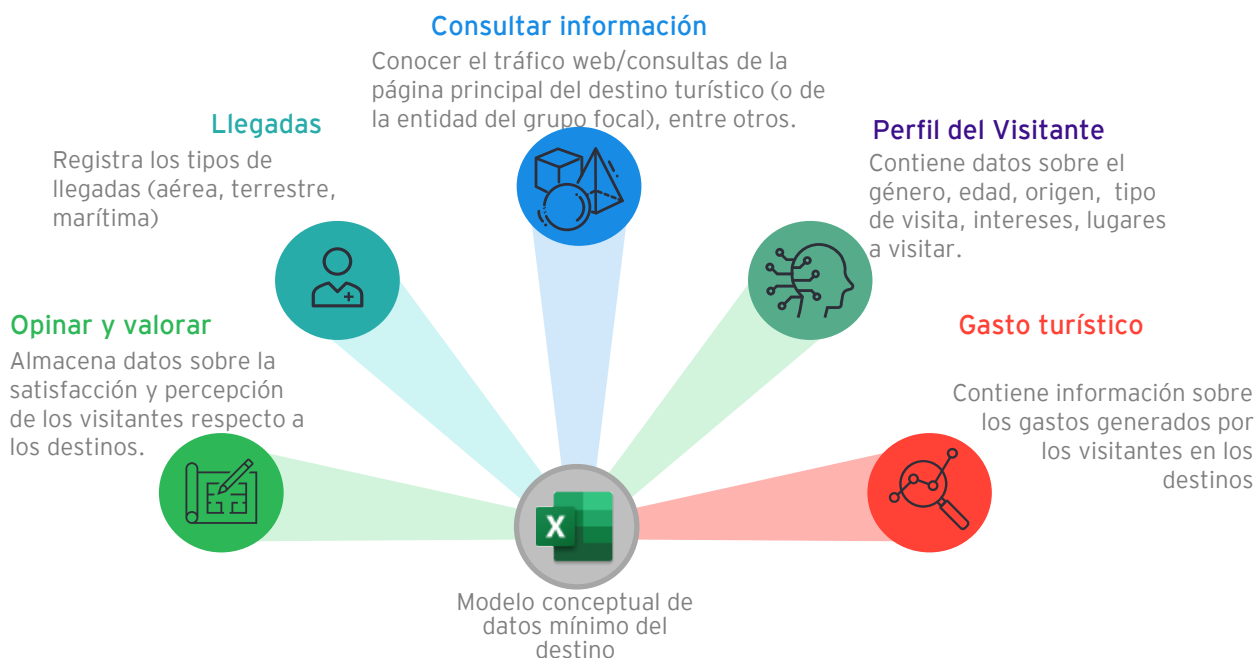 Consultar información
Conocer el tráfico web/consultas de la
página principal del destino turístico (o de
la entidad del grupo focal), entre otros.
Llegadas
Registra los tipos de
llegadas (aérea, terrestre,
marítima)
Perfil del Visitante
Contiene datos sobre el
género, edad, origen, tipo
de visita, intereses, lugares
a visitar.
Opinar y valorar
Almacena datos sobre la
satisfacción y percepción
de los visitantes respecto a
los destinos.
Gasto turístico
Contiene información sobre
los gastos generados por
los visitantes en los
destinos
X
Modelo conceptual de
datos mínimo del
destino